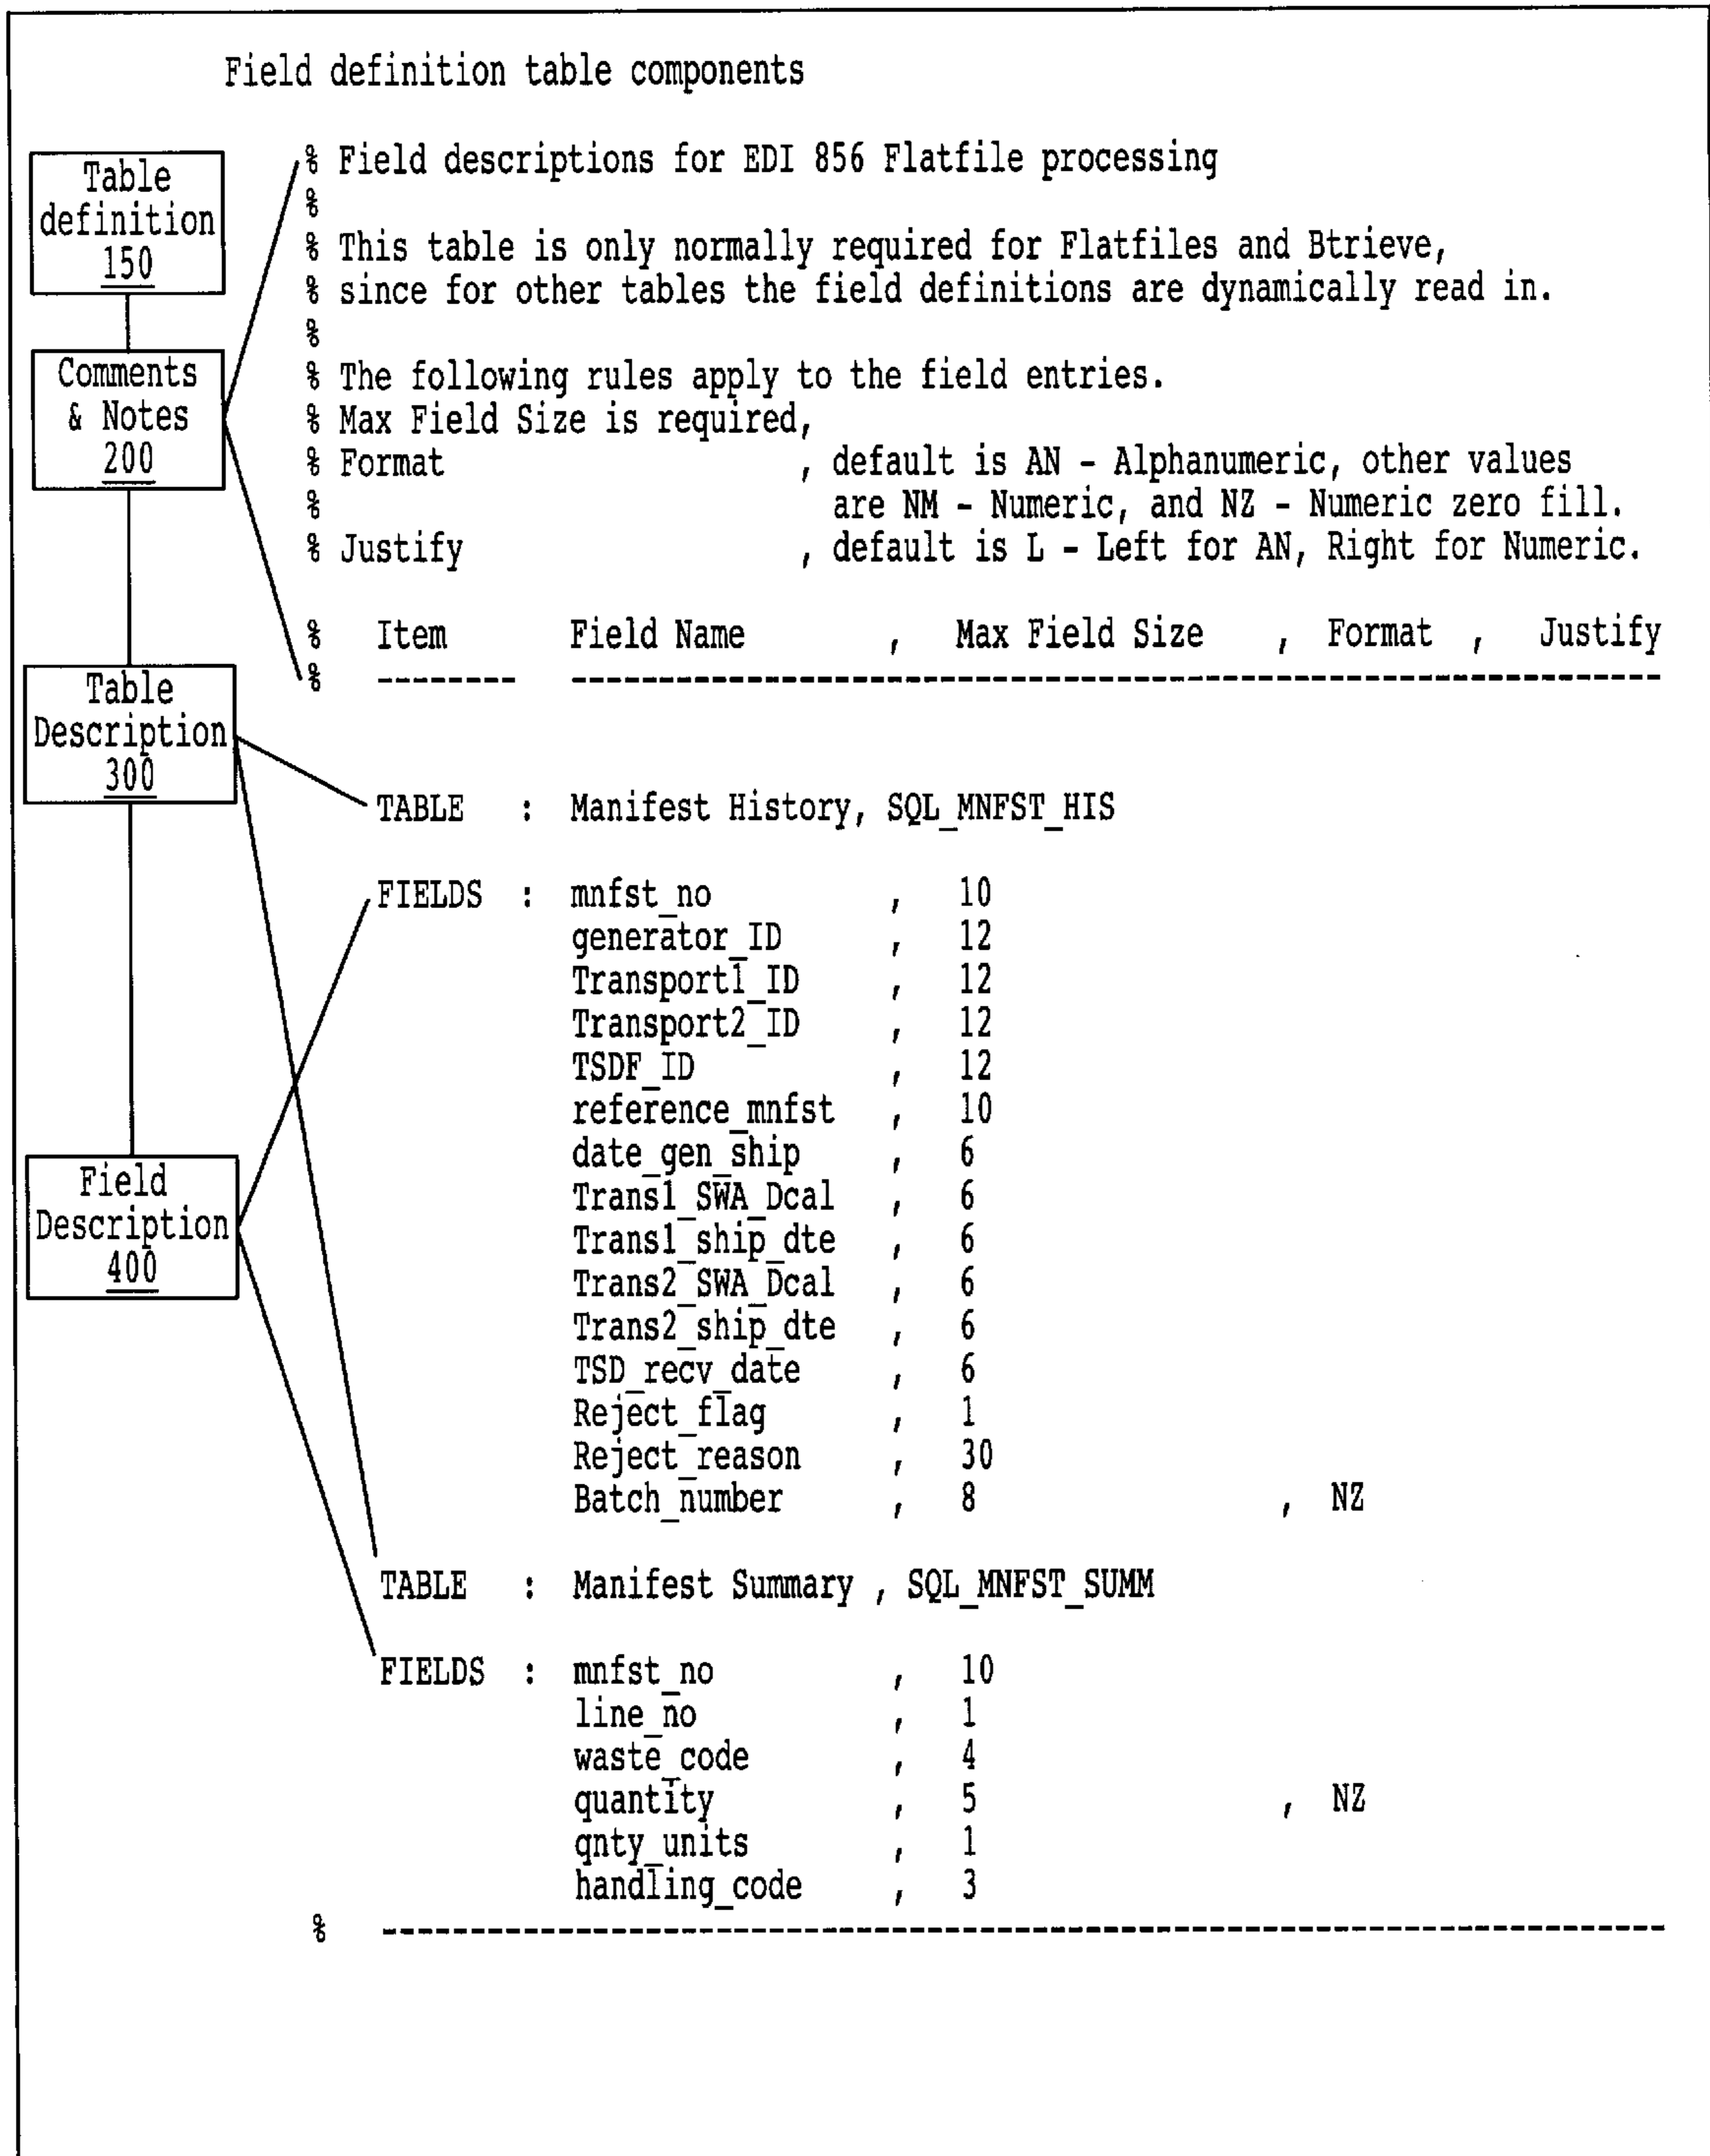 Field definition table components
Table
definition
150
Comments
& Notes
200
Table
Description
300
Field
Description
400
% Field descriptions for EDI 856 Flatfile processing
%
% This table is only normally required for Flatfiles and Btrieve,
% since for other tables the field definitions are dynamically read in.
%
% The following rules apply to the field entries.
% Max Field Size is required,
% Format , default is AN - Alphanumeric, other values
% are NM - Numeric, and NZ - Numeric zero fill.
% Justify , default is L - Left for AN, Right for Numeric.
% Item Field Name , Max Field Size , Format , Justify
% -------- --------------------------------------------------------------
TABLE : Manifest History, SQL_MNFST_HIS
FIELDS : mnfst_no , 10
generator_ID , 12
Transport1_ID , 12
Transport2_ID , 12
TSDF_ID , 12
reference_mnfst , 10
date_gen_ship , 6
Trans1_SWA_Dcal , 6
Trans1_ship_dte , 6
Trans2_SWA_Dcal , 6
Trans2_ship_dte , 6
TSD_recv_date , 6
Reject_flag , 1
Reject_reason , 30
Batch_number , 8 , NZ
TABLE : Manifest Summary , SQL_MNFST_SUMM
FIELDS : mnfst_no , 10
line_no , 1
waste_code , 4
quantity , 5 , NZ
qnty_units , 1
handling_code , 3
% -------------------------------------------------------------------------